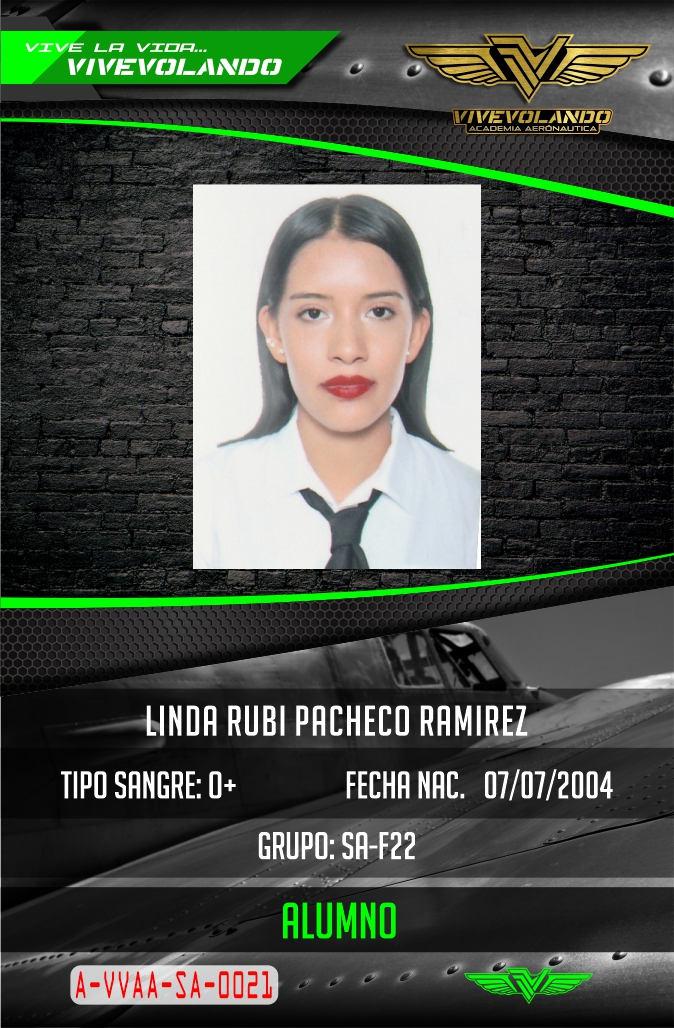 VIVE LA VIDA...
VIVEVOLANDO
VIVEVOLANDO
ACADEMIA AERÓNAUTICA
LINDA RUBI PACHECO RAMIREZ
TIPO SANGRE: O+ FECHA NAC. 07/07/2004
GRUPO: SA-F22
ALUMNO
A-VVAA-SA-0021